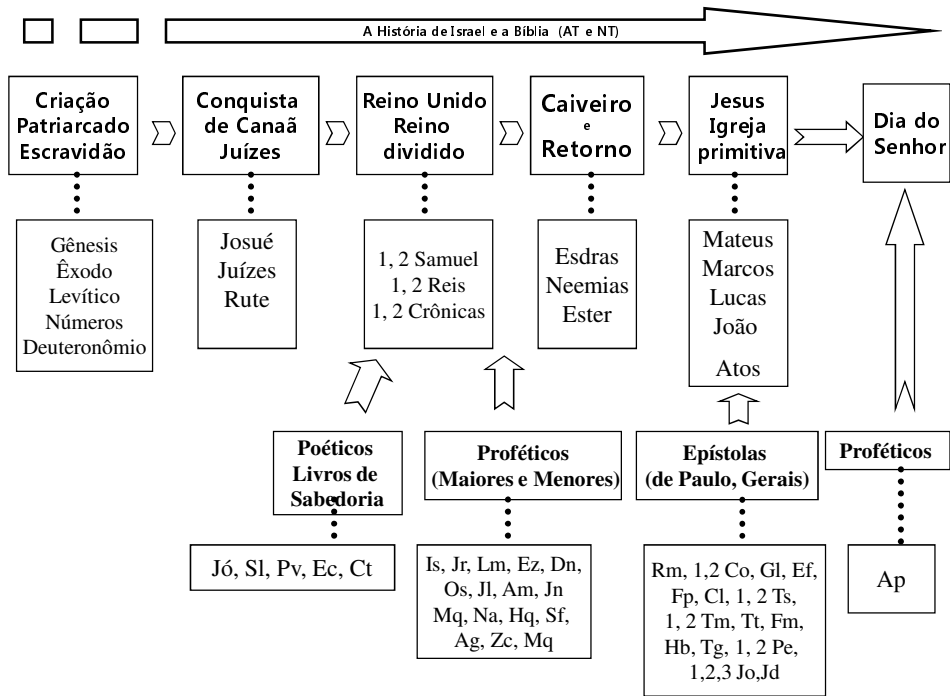 A História de Israel e a Bíblia (AT e NT)
Criação
Patriarcado
Escravidão
Conquista
de Canaã
Juízes
Reino Unido
Reino
dividido
Caiveiro
e
Retorno
Jesus
Igreja
primitiva
Dia do
Senhor
Gênesis
Êxodo
Levítico
Números
Deuteronômio
Josué
Juízes
Rute
1, 2 Samuel
1, 2 Reis
1, 2 Crônicas
Esdras
Neemias
Ester
Mateus
Marcos
Lucas
João
Atos
Poéticos
Livros de
Sabedoria
Proféticos
(Maiores e Menores)
Epístolas
(de Paulo, Gerais)
Proféticos
Jó, Sl, Pv, Ec, Ct
Is, Jr, Lm, Ez, Dn,
Os, Jl, Am, Jn
Mq, Na, Hq, Sf,
Ag, Zc, Mq
Rm, 1,2 Co, Gl, Ef,
Fp, Cl, 1, 2 Ts,
1, 2 Tm, Tt, Fm,
Hb, Tg, 1, 2 Pe,
1,2,3 Jo,Jd
Ap